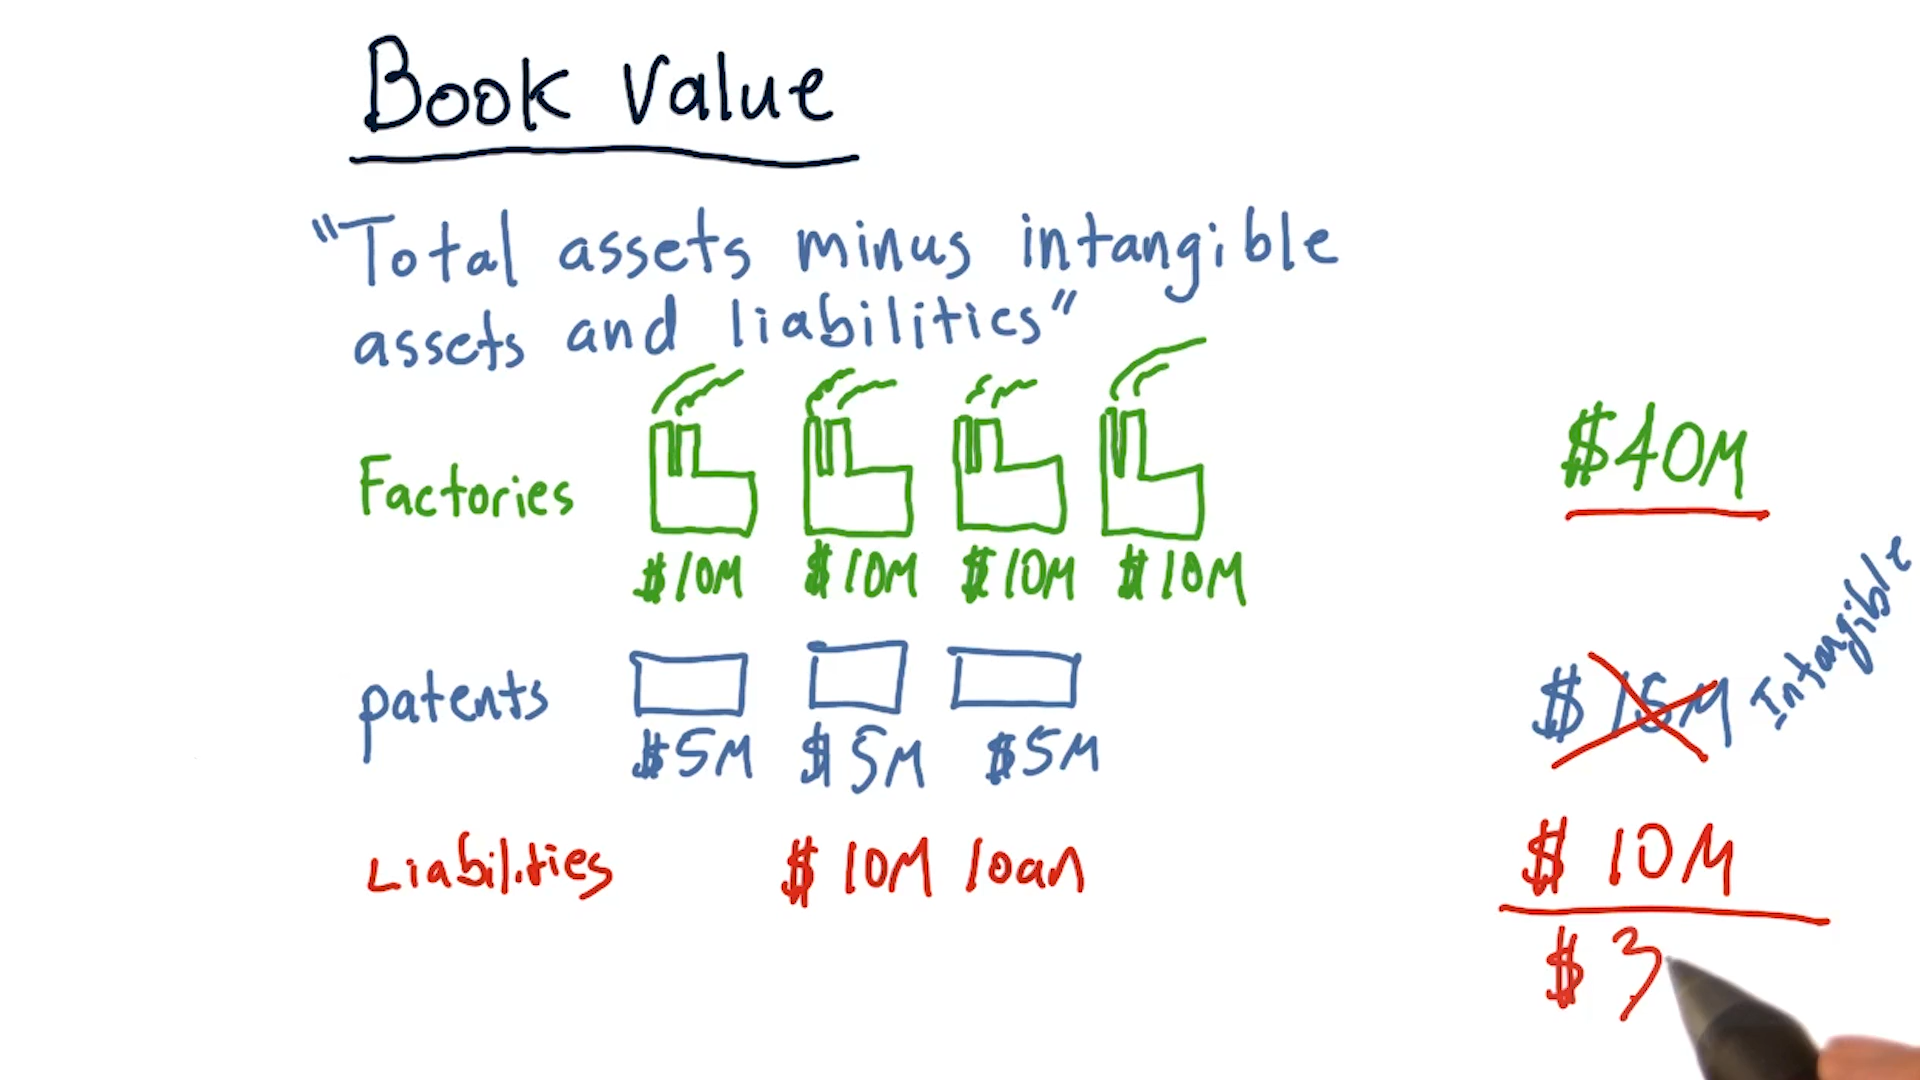 Book Value
"Total assets minus intangible
assets and liabilities"
Factories
$10M $10M $10M $10M
$40M
patents
$5M $5M $5M
$15M
Intangible
Liabilities $10M loan
$10M
$3